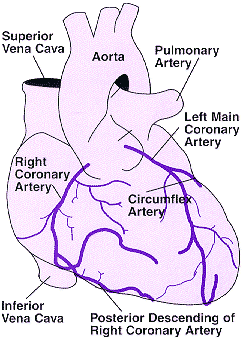 Superior
Vena Cava
Aorta
Pulmonary
Artery
Left Main
Coronary
Artery
Right
Coronary
Artery
Circumflex
Artery
Inferior
Vena Cava
Posterior Descending of
Right Coronary Artery